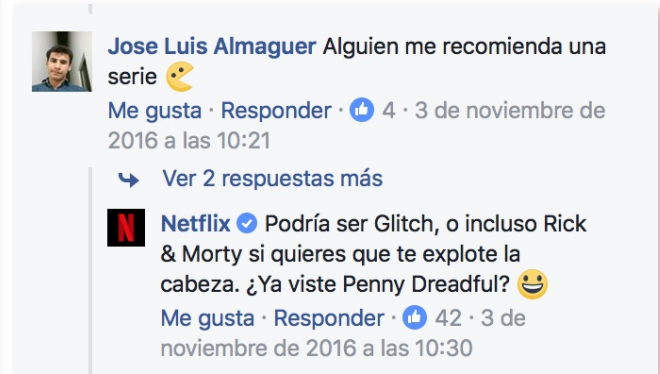 Jose Luis Almaguer Alguien me recomienda una
serie
Me gusta · Responder · 4 · 3 de noviembre de
2016 a las 10:21
Ver 2 respuestas más
N
Netflix Podría ser Glitch, o incluso Rick
& Morty si quieres que te explote la
cabeza. ¿Ya viste Penny Dreadful? 😀
Me gusta · Responder · 42 · 3 de
noviembre de 2016 a las 10:30